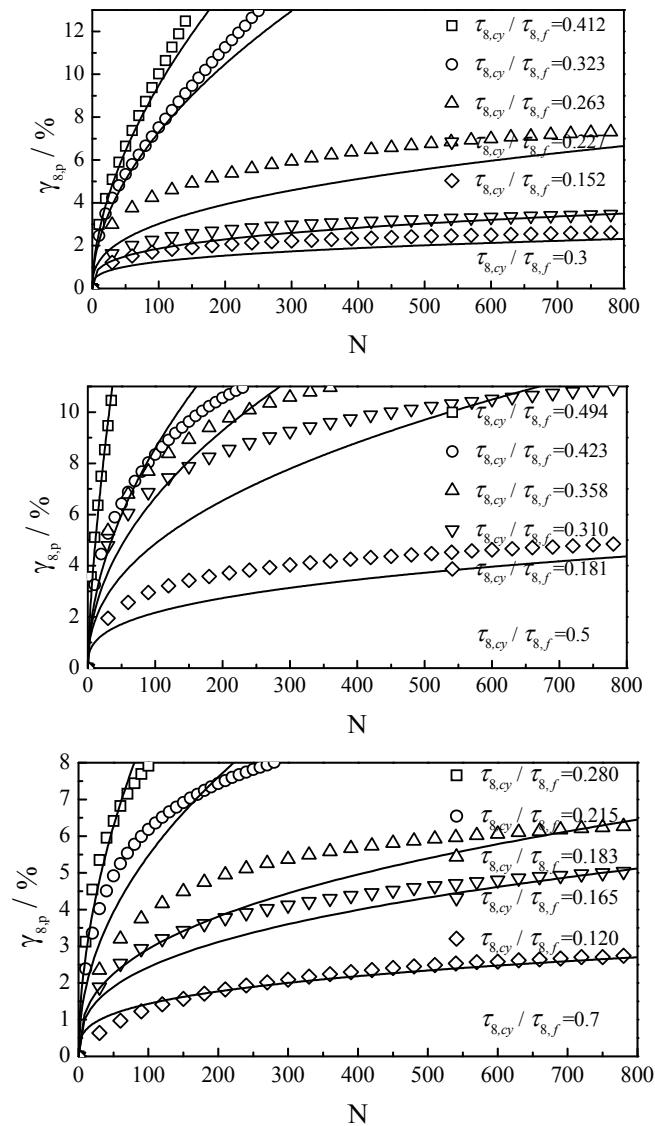 γ8,p / %
12
10
8
6
4
2
0
τ8,cy / τ8,f=0.412
τ8,cy / τ8,f=0.323
τ8,cy / τ8,f=0.263
τ8,cy / τ8,f=0.227
τ8,cy / τ8,f=0.152
τ8,cy / τ8,f=0.3
0 100 200 300 400 500 600 700 800
N
γ8,p / %
10
8
6
4
2
0
τ8,cy / τ8,f=0.494
τ8,cy / τ8,f=0.423
τ8,cy / τ8,f=0.358
τ8,cy / τ8,f=0.310
τ8,cy / τ8,f=0.181
τ8,cy / τ8,f=0.5
0 100 200 300 400 500 600 700 800
N
γ8,p / %
8
7
6
5
4
3
2
1
0
τ8,cy / τ8,f=0.280
τ8,cy / τ8,f=0.215
τ8,cy / τ8,f=0.183
τ8,cy / τ8,f=0.165
τ8,cy / τ8,f=0.120
τ8,cy / τ8,f=0.7
0 100 200 300 400 500 600 700 800
N